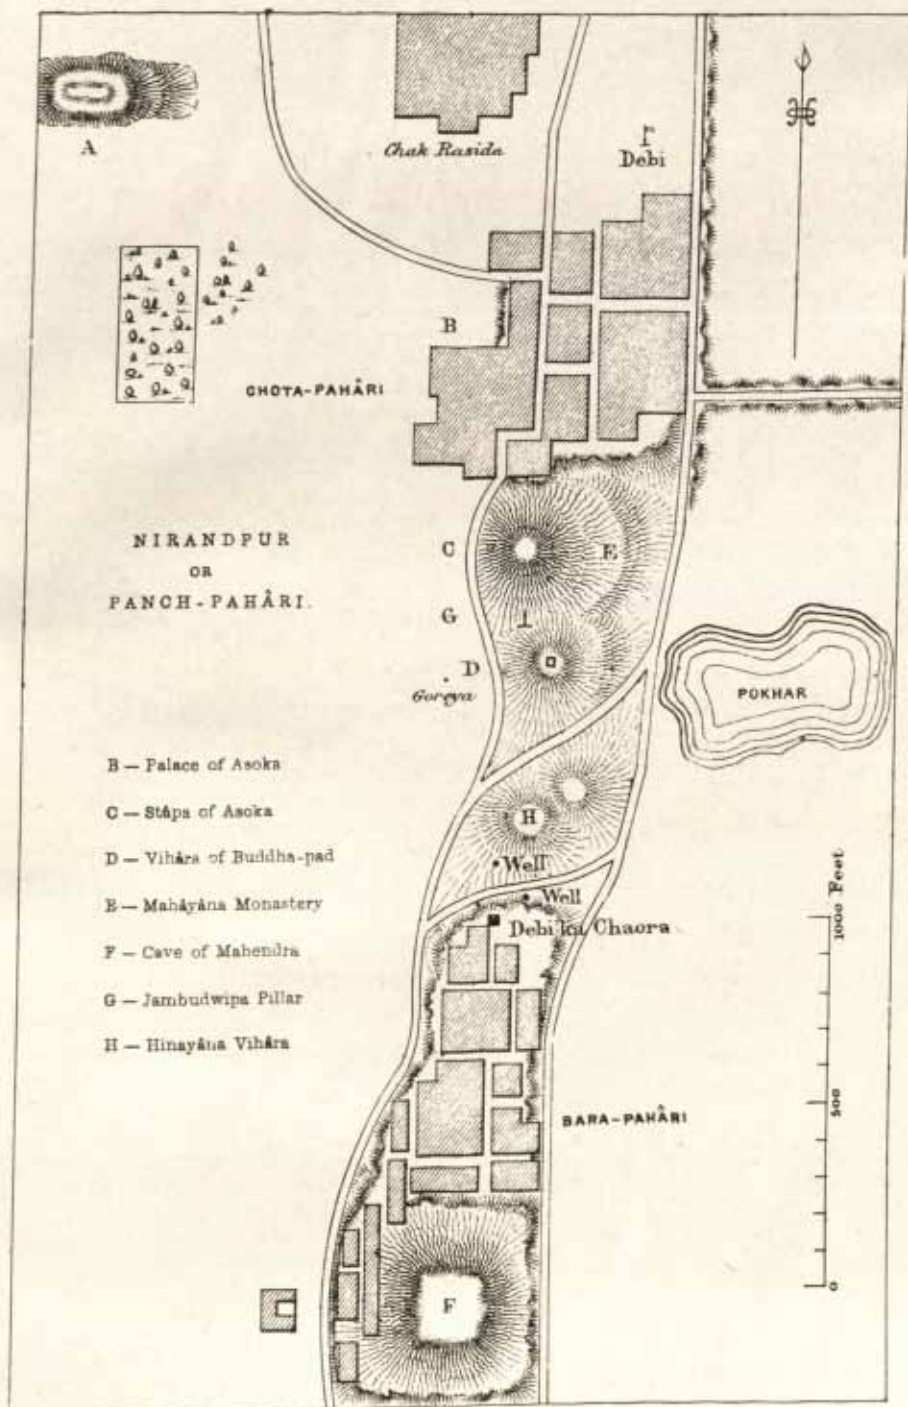 A
Chak Rasida
Debi
B
CHOTA-PAHÂRI
NIRANDPUR
OR
PANCH-PAHÂRI.
C
E
G
D
Goreya
POKHAR
B — Palace of Asoka
C — Stûpa of Asoka
D — Vihâra of Buddha-pad
E — Mahâyâna Monastery
F — Cave of Mahendra
G — Jambudwipa Pillar
H — Hinayâna Vihâra
H
Well
Well
Debi ka Chaora
BARA-PAHÂRI
F
1000 Feet
500
0